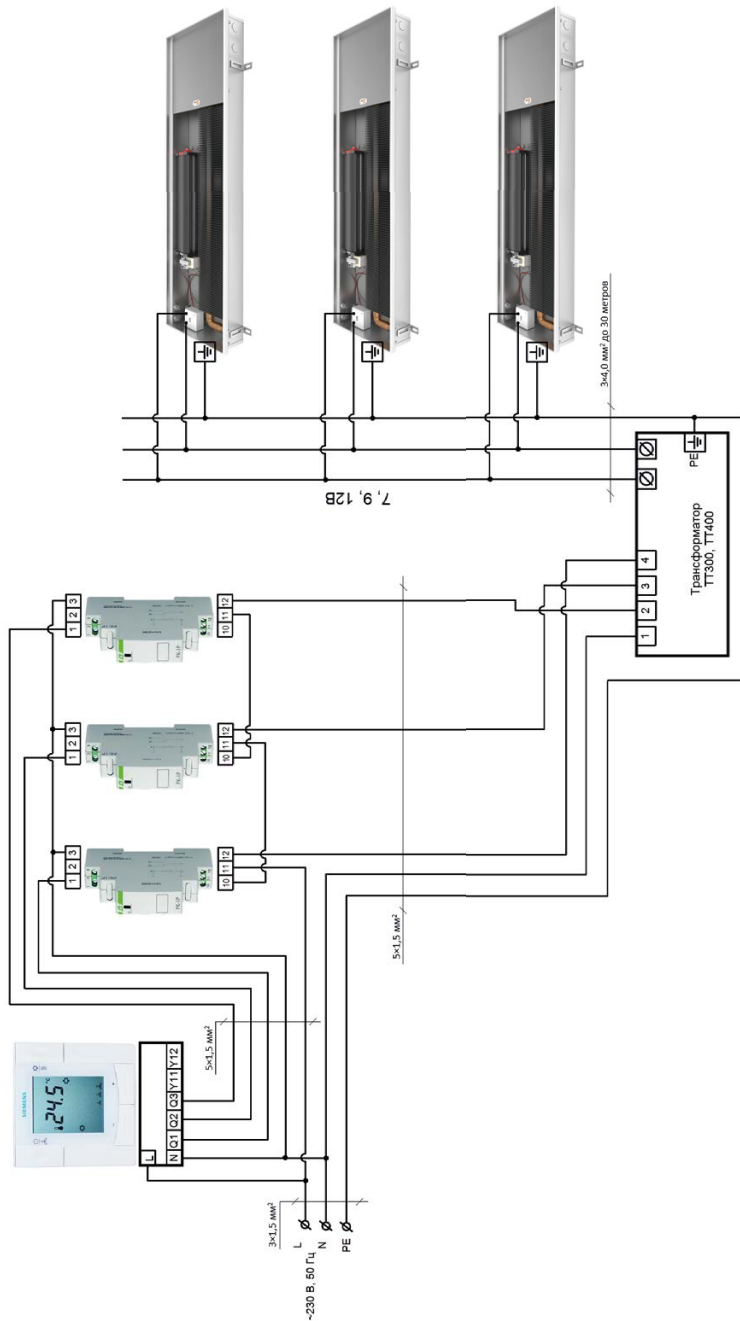 7, 9, 12В
3×4,0 мм² до 30 метров
1 2 3
1 2 3
1 2 3
10 11 12
10 11 12
10 11 12
PE
4
3
2
1
Трансформатор
ТТ300, ТТ400
5×1,5 мм²
SIEMENS
24.5 °C
L
N Q1 Q2 Q3 Y11 Y12
5×1,5 мм²
3×1,5 мм²
L
N
PE
~230 В, 50 Гц